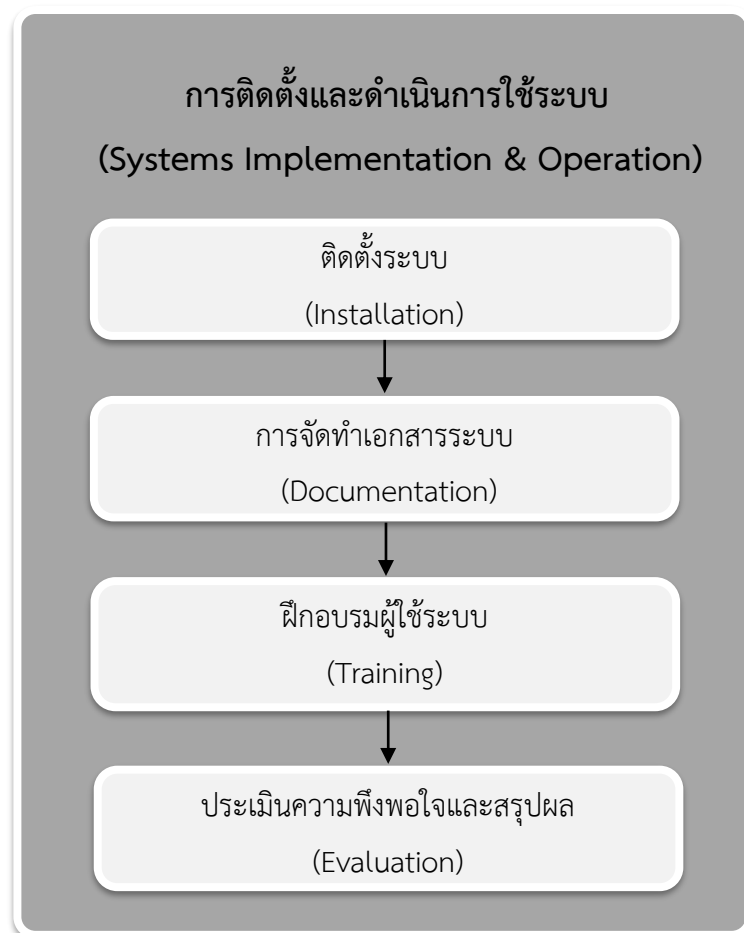 การติดตั้งและดำเนินการใช้ระบบ
(Systems Implementation & Operation)
ติดตั้งระบบ
(Installation)
การจัดทำเอกสารระบบ
(Documentation)
ฝึกอบรมผู้ใช้ระบบ
(Training)
ประเมินความพึงพอใจและสรุปผล
(Evaluation)